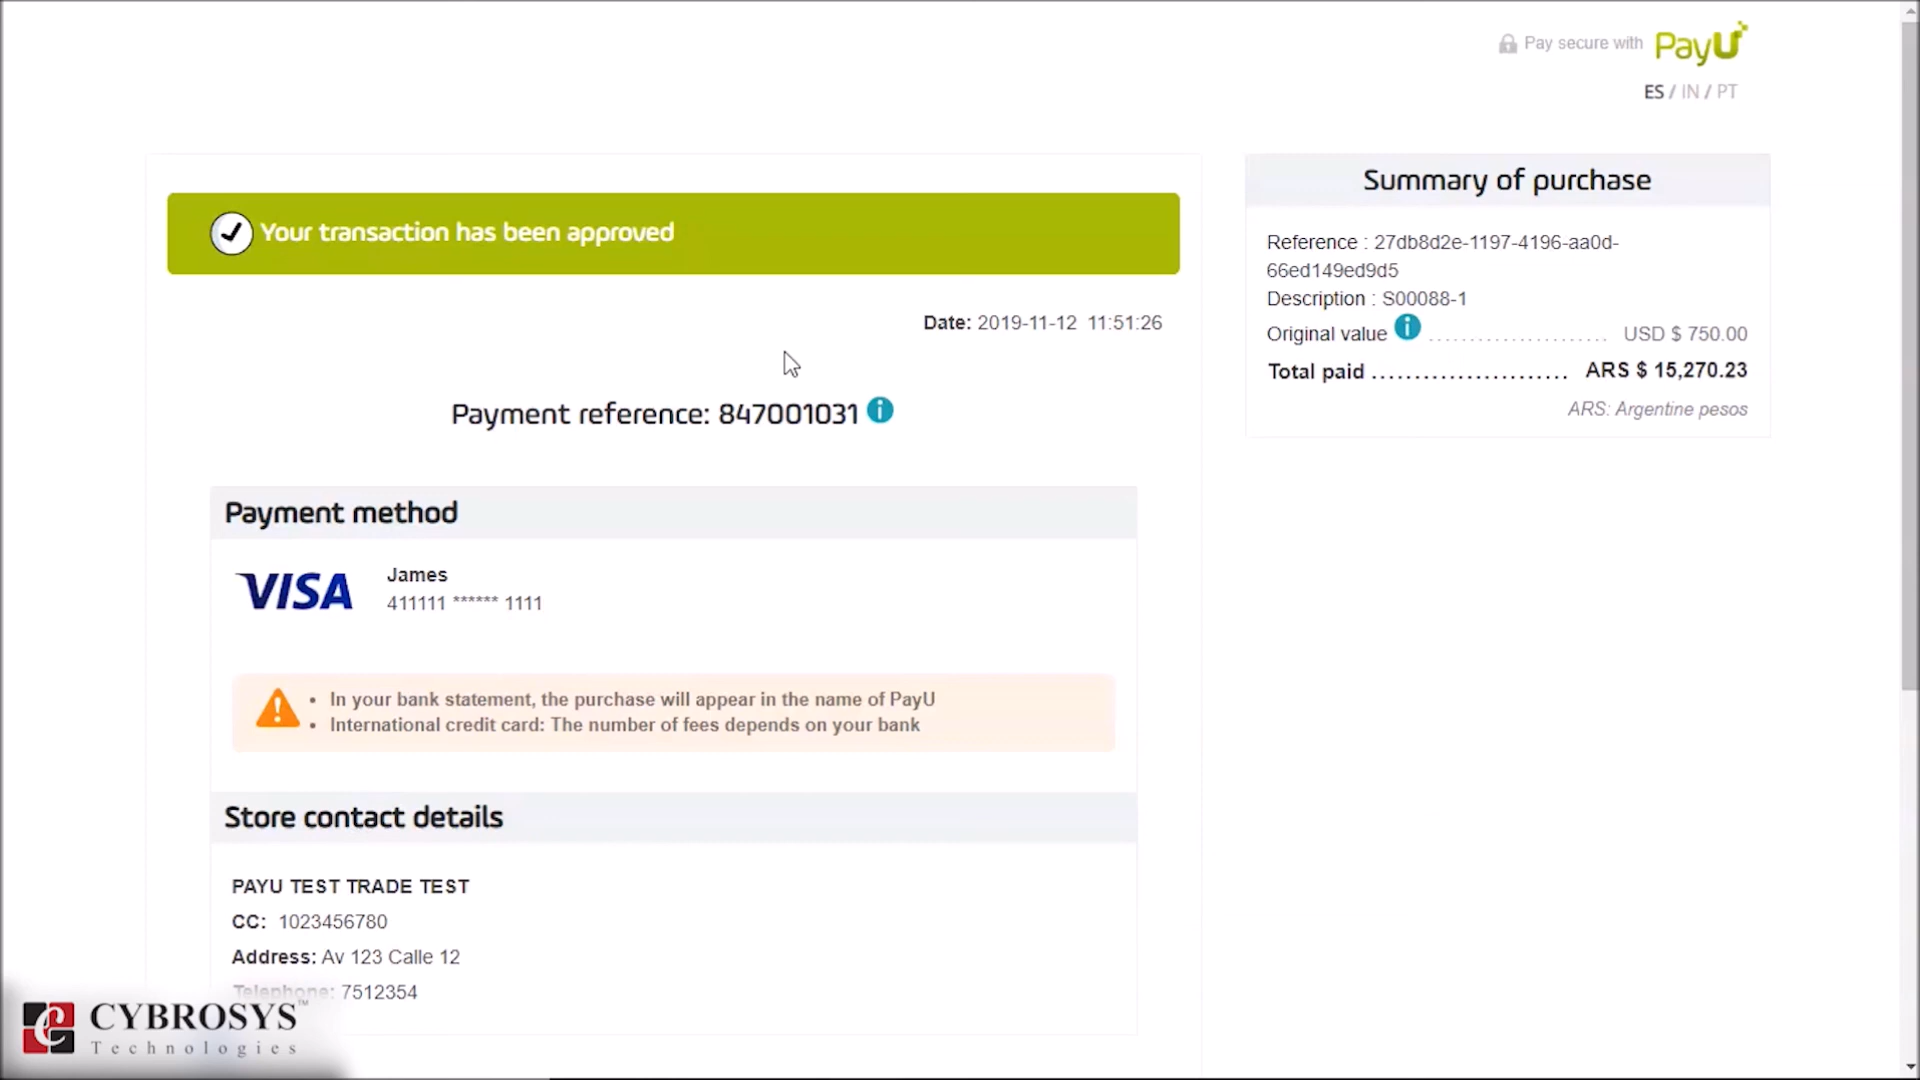 Pay secure with PayU
ES / IN / PT
Your transaction has been approved
Date: 2019-11-12 11:51:26
Payment reference: 847001031
Payment method
VISA
James
411111 ****** 1111
In your bank statement, the purchase will appear in the name of PayU
International credit card: The number of fees depends on your bank
Store contact details
PAYU TEST TRADE TEST
CC: 1023456780
Address: Av 123 Calle 12
Telephone: 7512354
Summary of purchase
Reference : 27db8d2e-1197-4196-aa0d-
66ed149ed9d5
Description : S00088-1
Original value ..................... USD $ 750.00
Total paid ....................... ARS $ 15,270.23
ARS: Argentine pesos
CYBROSYS™
Technologies